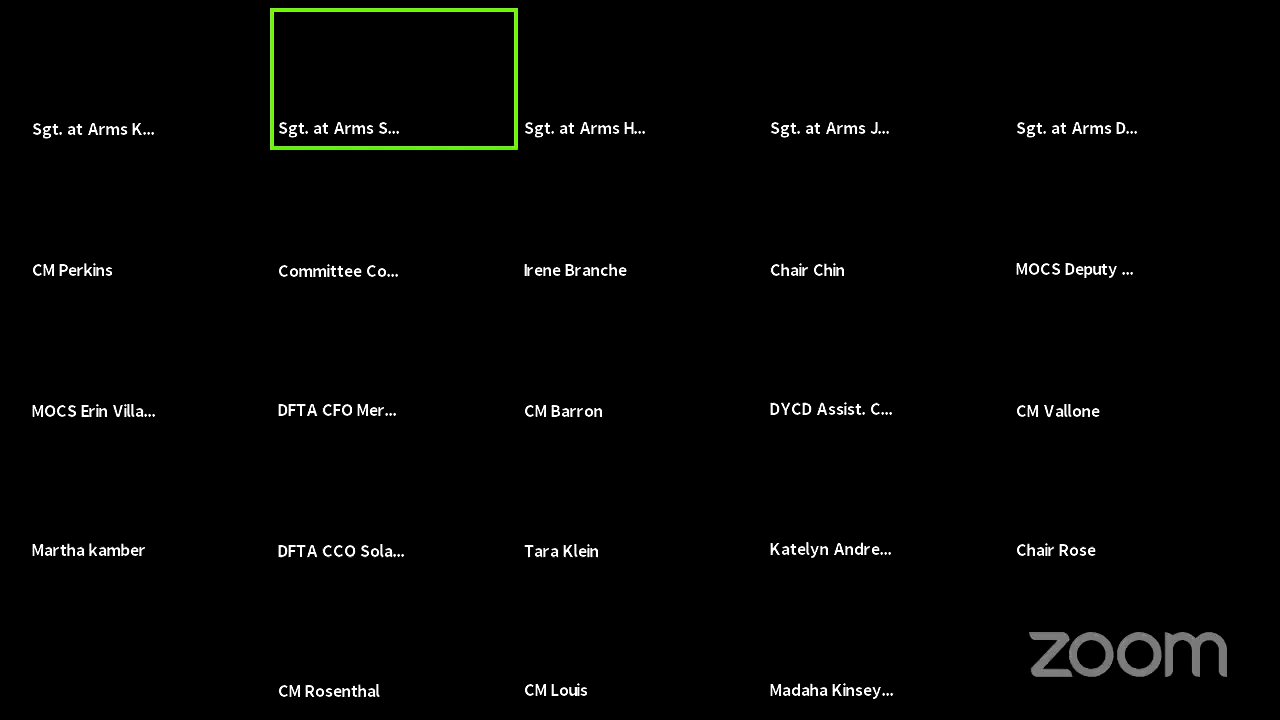 Sgt. at Arms K...
Sgt. at Arms S...
Sgt. at Arms H...
Sgt. at Arms J...
Sgt. at Arms D...
CM Perkins
Committee Co...
Irene Branche
Chair Chin
MOCS Deputy ...
MOCS Erin Villa...
DFTA CFO Mer...
CM Barron
DYCD Assist. C...
CM Vallone
Martha kamber
DFTA CCO Sola...
Tara Klein
Katelyn Andre...
Chair Rose
CM Rosenthal
CM Louis
Madaha Kinsey...
zoom